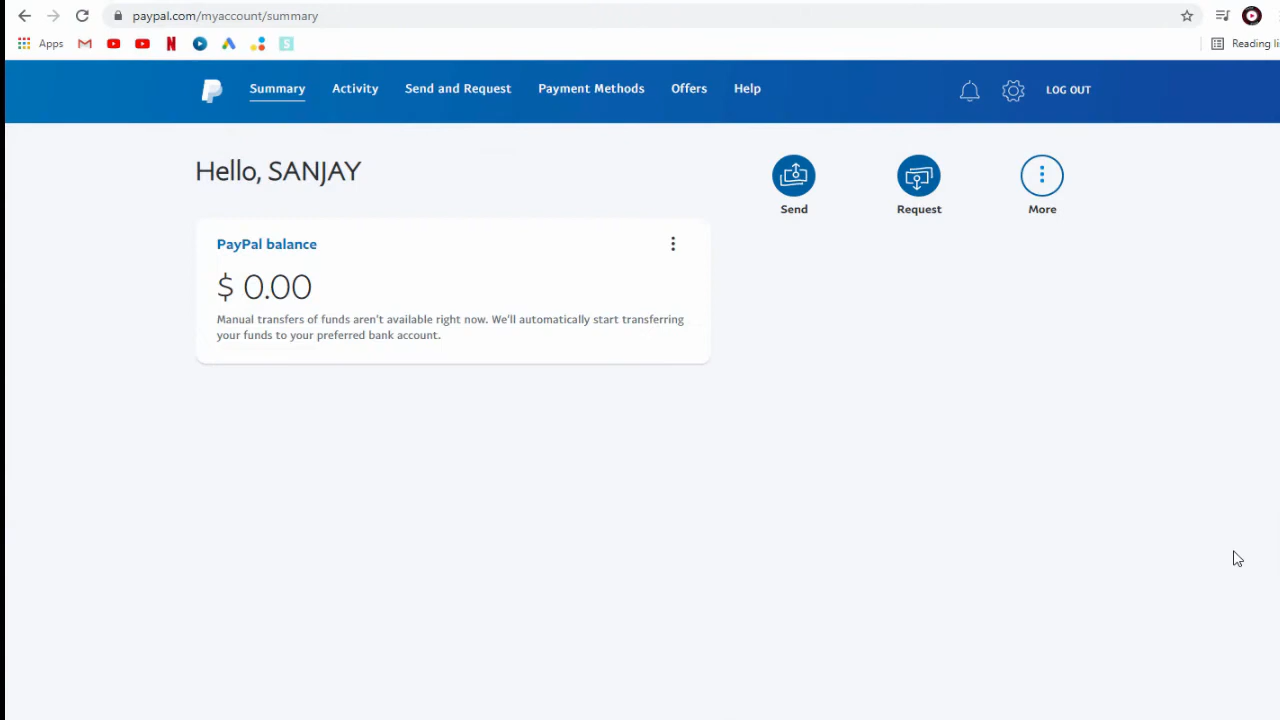 paypal.com/myaccount/summary
Apps
Reading li
Summary Activity Send and Request Payment Methods Offers Help LOG OUT
Hello, SANJAY
Send Request More
PayPal balance
$ 0.00
Manual transfers of funds aren't available right now. We'll automatically start transferring
your funds to your preferred bank account.